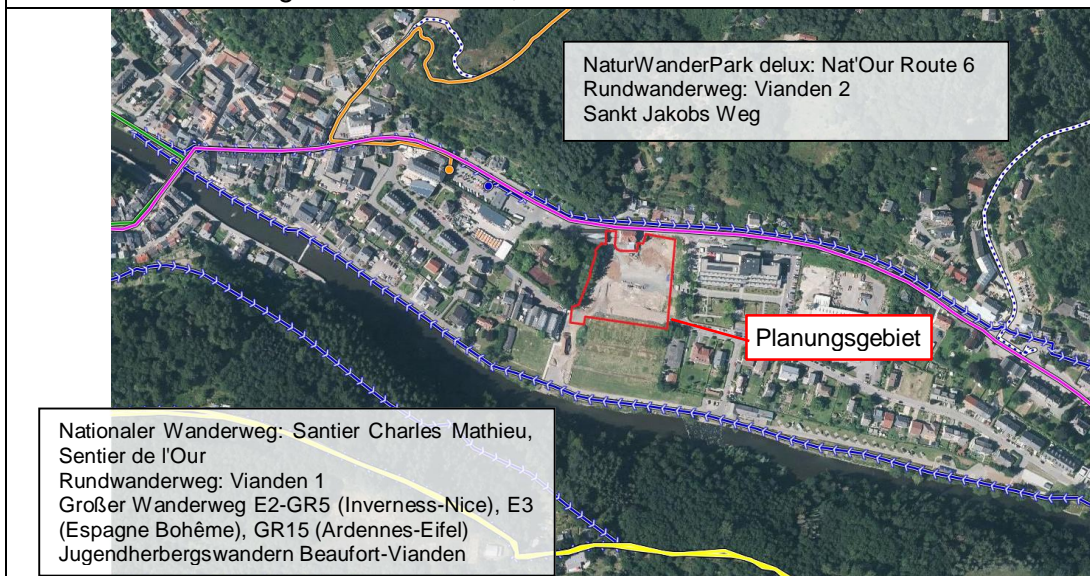 NaturWanderPark delux: Nat'Our Route 6
Rundwanderweg: Vianden 2
Sankt Jakobs Weg
Planungsgebiet
Nationaler Wanderweg: Santier Charles Mathieu,
Sentier de l'Our
Rundwanderweg: Vianden 1
Großer Wanderweg E2-GR5 (Inverness-Nice), E3
(Espagne Bohême), GR15 (Ardennes-Eifel)
Jugendherbergswandern Beaufort-Vianden